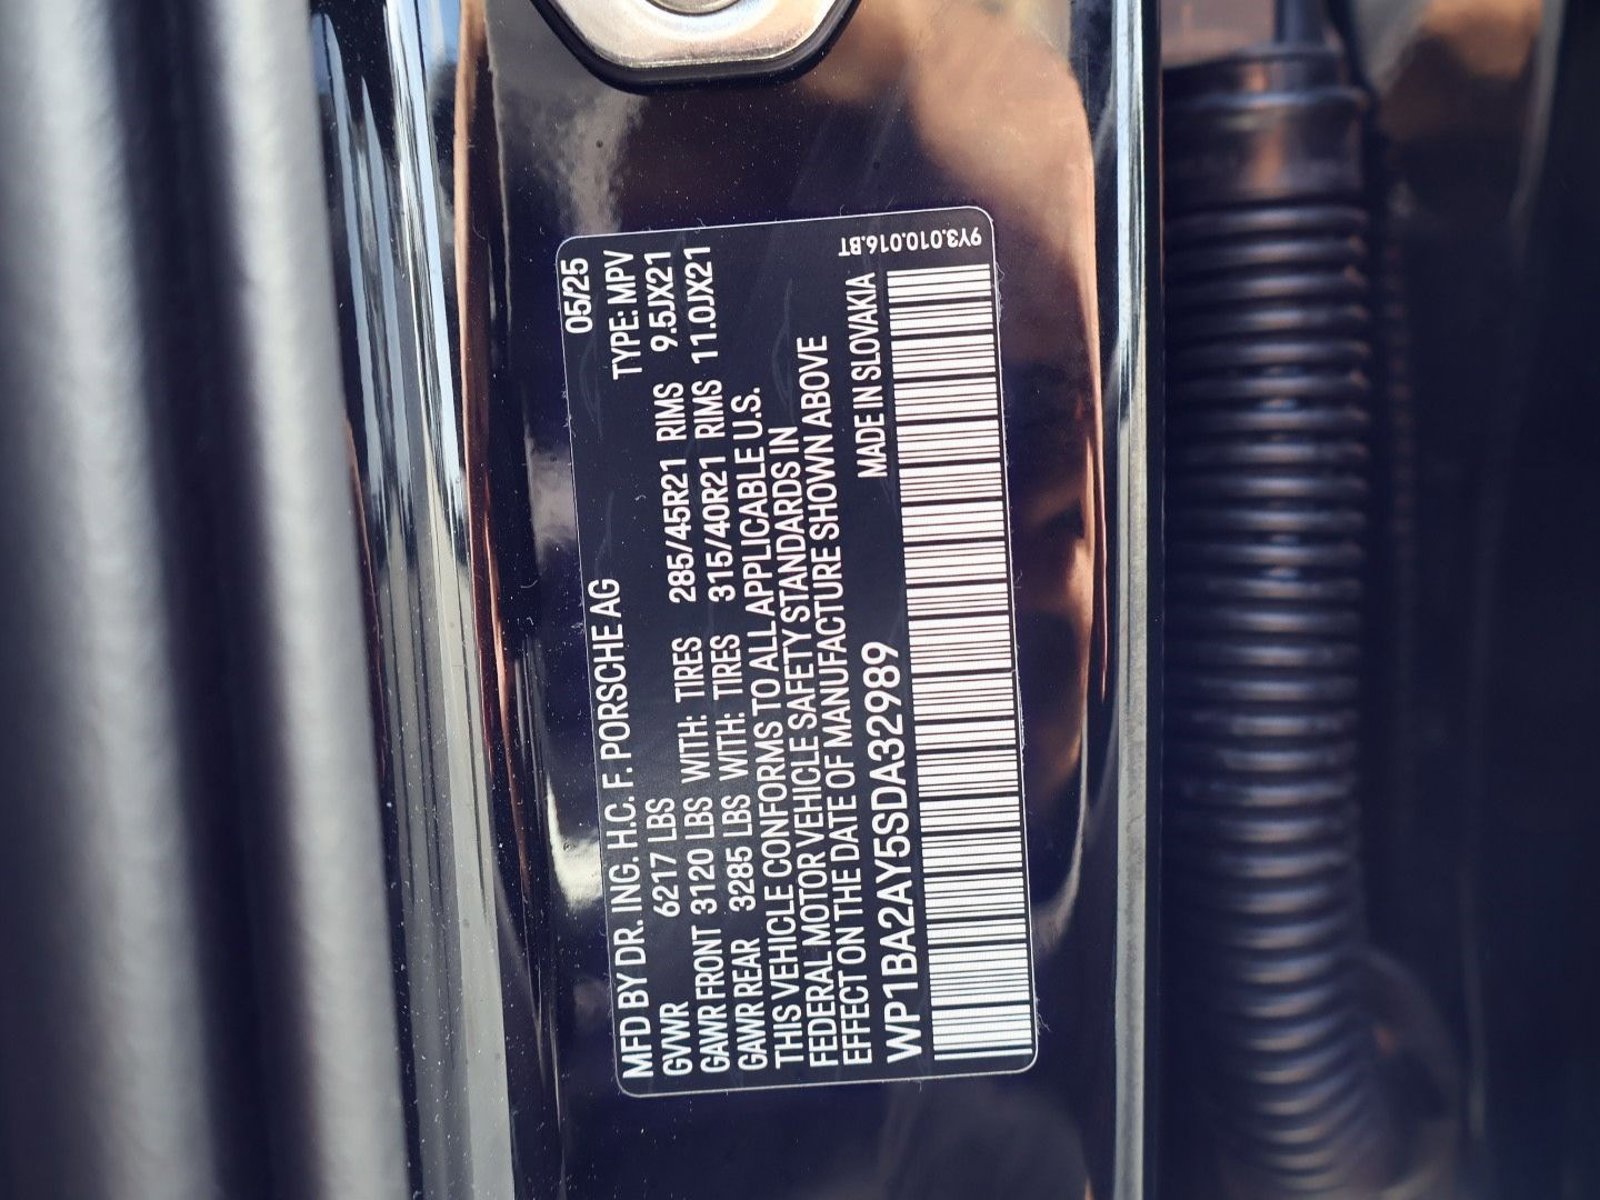 05/25
MFD BY DR. ING. H.C. F. PORSCHE AG TYPE: MPV
GVWR 6217 LBS
GAWR FRONT 3120 LBS WITH: TIRES 285/45R21 RIMS 9.5JX21
GAWR REAR 3285 LBS WITH: TIRES 315/40R21 RIMS 11.0JX21
THIS VEHICLE CONFORMS TO ALL APPLICABLE U.S.
FEDERAL MOTOR VEHICLE SAFETY STANDARDS IN
EFFECT ON THE DATE OF MANUFACTURE SHOWN ABOVE
WP1BA2AY5SDA32989 MADE IN SLOVAKIA
9Y3.010.016.BT